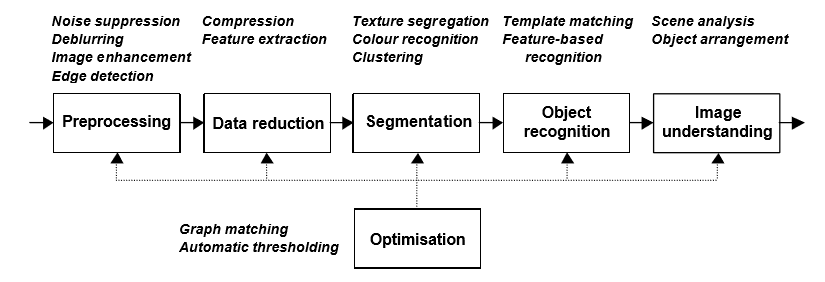 Noise suppression
Deblurring
Image enhancement
Edge detection
Compression
Feature extraction
Texture segregation
Colour recognition
Clustering
Template matching
Feature-based
recognition
Scene analysis
Object arrangement
Preprocessing
Data reduction
Segmentation
Object
recognition
Image
understanding
Graph matching
Automatic thresholding
Optimisation